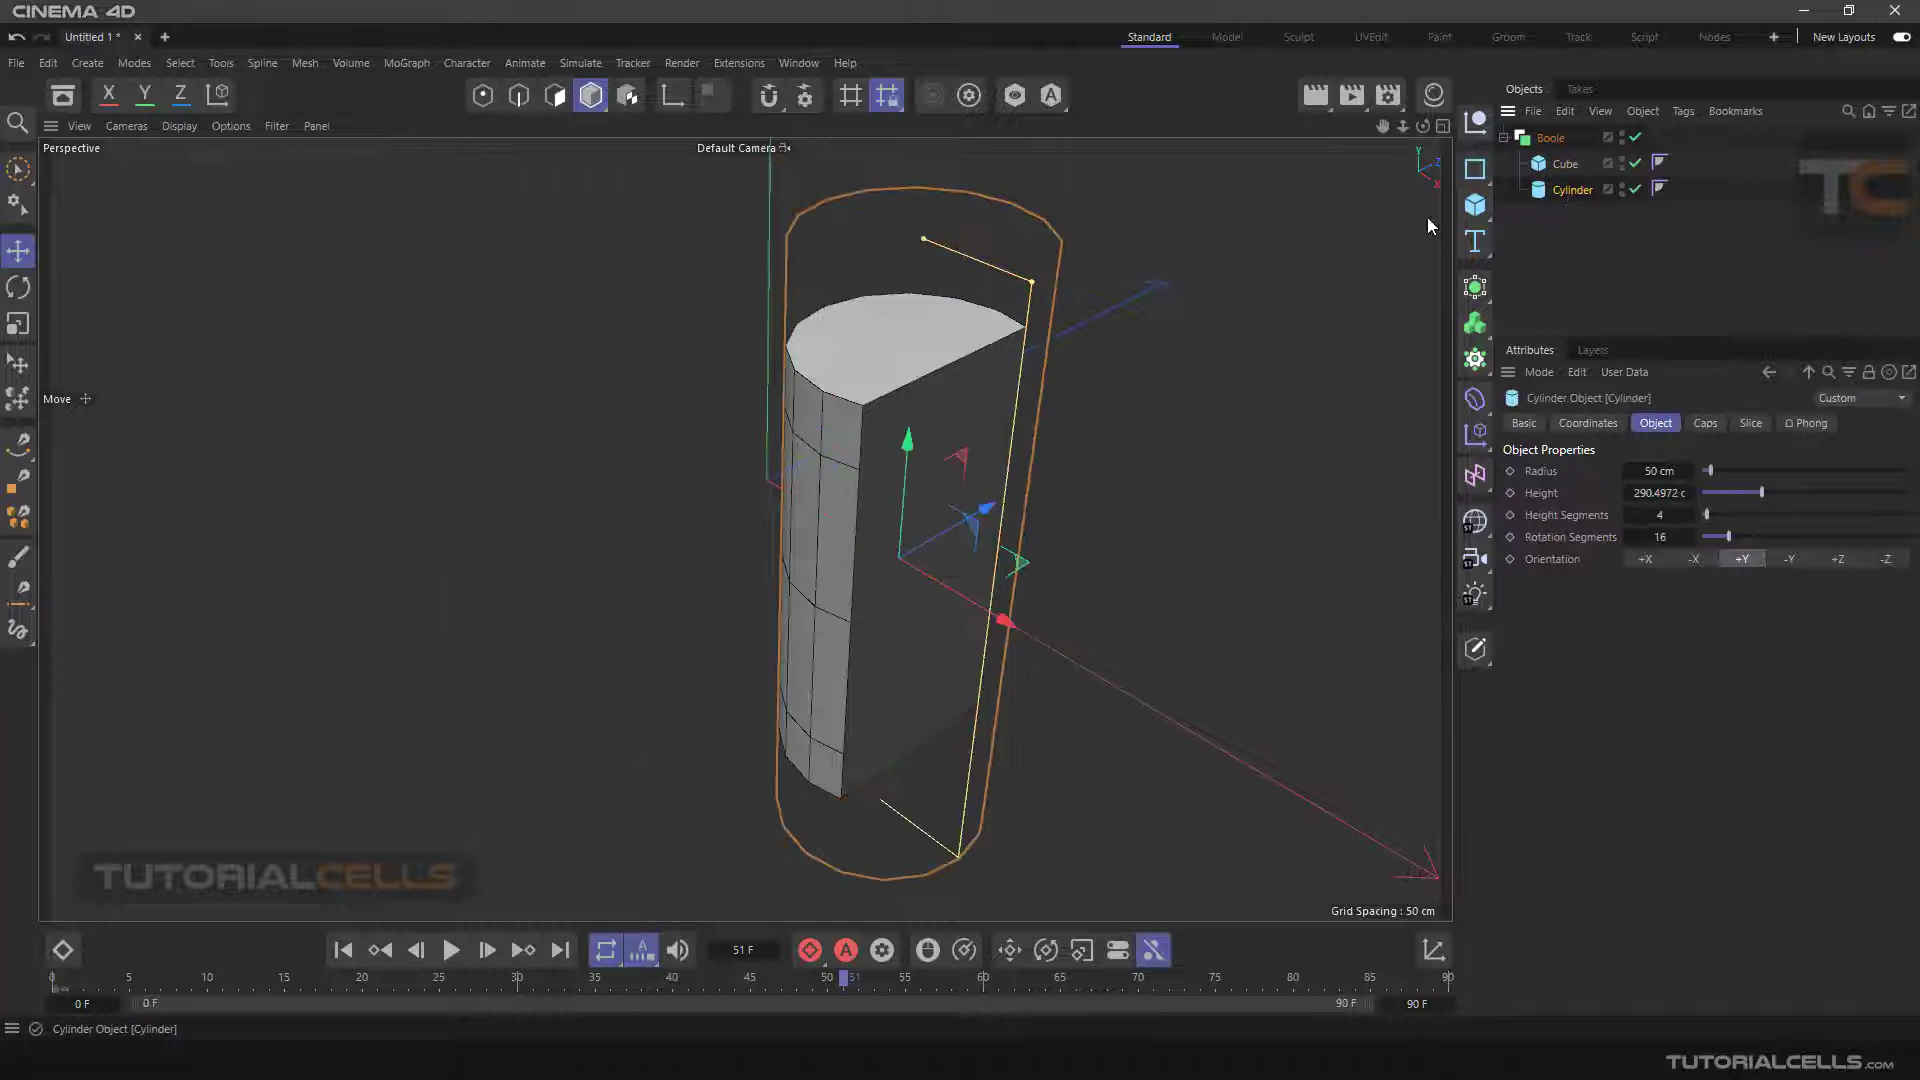 CINEMA 4D
Untitled 1 *
Standard
Model
Sculpt
UVEdit
Paint
Groom
Track
Script
Nodes
New Layouts
File Edit Create Modes Select Tools Spline Mesh Volume MoGraph Character Animate Simulate Tracker Render Extensions Window Help
X Y Z
Objects Takes
File Edit View Object Tags Bookmarks
View Cameras Display Options Filter Panel
Perspective
Default Camera
Y
Z
X
Boole
Cube
Cylinder
TC
Move
Attributes Layers
Mode Edit User Data
Cylinder Object [Cylinder]
Custom
Basic Coordinates Object Caps Slice Phong
Object Properties
Radius 50 cm
Height 290.4972 c
Height Segments 4
Rotation Segments 16
Orientation +X -X +Y -Y +Z -Z
TUTORIALCELLS
Grid Spacing : 50 cm
51 F
0 5 10 15 20 25 30 35 40 45 50 51 55 60 65 70 75 80 85 90
0 F
0 F
90 F
90 F
Cylinder Object [Cylinder]
TUTORIALCELLS.com